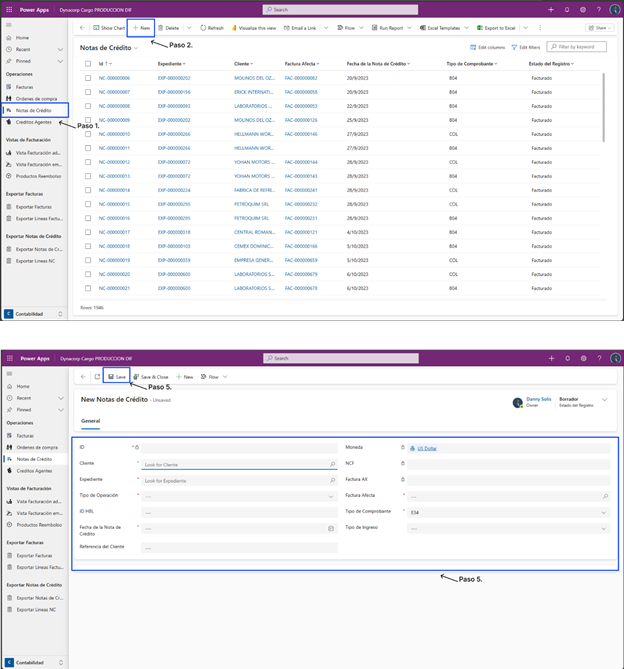 Power Apps Dynacorp Cargo PRODUCCION DIF Search
Show Chart New Delete Refresh Visualize this view Email a Link Flow Run Report Excel Templates Export to Excel Share
Paso 2.
Home
Recent
Pinned
Operaciones
Facturas
Ordenes de compra
Notas de Crédito
Creditos Agentes
Paso 1.
Vistas de Facturación
Vista Facturación ad...
Vista Facturación em...
Productos Reembolso
Exportar Facturas
Exportar Facturas
Exportar Lineas Factu...
Exportar Notas de Crédito
Exportar Notas de Cr...
Exportar Lineas NC
C Contabilidad
Notas de Crédito
Edit columns Edit filters Filter by keyword
Id ↑ Expediente Cliente Factura Afecta Fecha de la Nota de Crédito Tipo de Comprobante Estado del Registro
NC-000000006 EXP-000000202 MOLINOS DEL OZ... FAC-000000082 20/9/2023 B04 Facturado
NC-000000007 EXP-000000156 ERICK INTERNATI... FAC-000000058 20/9/2023 B04 Facturado
NC-000000008 EXP-000000093 LABORATORIOS ... FAC-000000053 22/9/2023 B04 Facturado
NC-000000009 EXP-000000202 MOLINOS DEL OZ... FAC-000000126 25/9/2023 B04 Facturado
NC-000000010 EXP-000000266 HELLMANN WOR... FAC-000000146 27/9/2023 COL Facturado
NC-000000011 EXP-000000266 HELLMANN WOR... 27/9/2023 COL Facturado
NC-000000012 EXP-000000072 YOHAN MOTORS ... FAC-000000144 28/9/2023 B04 Facturado
NC-000000013 EXP-000000072 YOHAN MOTORS ... FAC-000000143 28/9/2023 B04 Facturado
NC-000000014 EXP-000000224 FABRICA DE REFRI... FAC-000000241 28/9/2023 B04 Facturado
NC-000000015 EXP-000000295 PETROQUIM SRL FAC-000000232 28/9/2023 B04 Facturado
NC-000000016 EXP-000000295 PETROQUIM SRL FAC-000000231 28/9/2023 B04 Facturado
NC-000000017 EXP-000000318 CENTRAL ROMAN... FAC-000000121 4/10/2023 B04 Facturado
NC-000000018 EXP-000000103 CEMEX DOMINIC... FAC-000000166 5/10/2023 B04 Facturado
NC-000000019 EXP-000000359 EMPRESA GENER... FAC-000000659 5/10/2023 COL Facturado
NC-000000020 EXP-000000600 LABORATORIOS S... FAC-000000679 6/10/2023 COL Facturado
NC-000000021 EXP-000000600 LABORATORIOS S... FAC-000000678 6/10/2023 B04 Facturado
Rows: 1946
Power Apps Dynacorp Cargo PRODUCCION DIF Search
Save Save & Close New Flow
Paso 5.
Home
Recent
Pinned
Operaciones
Facturas
Ordenes de compra
Notas de Crédito
Creditos Agentes
Vistas de Facturación
Vista Facturación ad...
Vista Facturación em...
Productos Reembolso
Exportar Facturas
Exportar Facturas
Exportar Lineas Factu...
Exportar Notas de Crédito
Exportar Notas de Cr...
Exportar Lineas NC
C Contabilidad
New Notas de Crédito - Unsaved
Danny Solis
Owner
Borrador
Estado del Registro
General
ID *
Cliente * Look for Cliente
Expediente * Look for Expediente
Tipo de Operación * ---
ID HBL ---
Fecha de la Nota de Crédito * ---
Referencia del Cliente ---
Moneda US Dollar
NCF
Factura AX
Factura Afecta * ---
Tipo de Comprobante * E34
Tipo de Ingreso * ---
Paso 5.